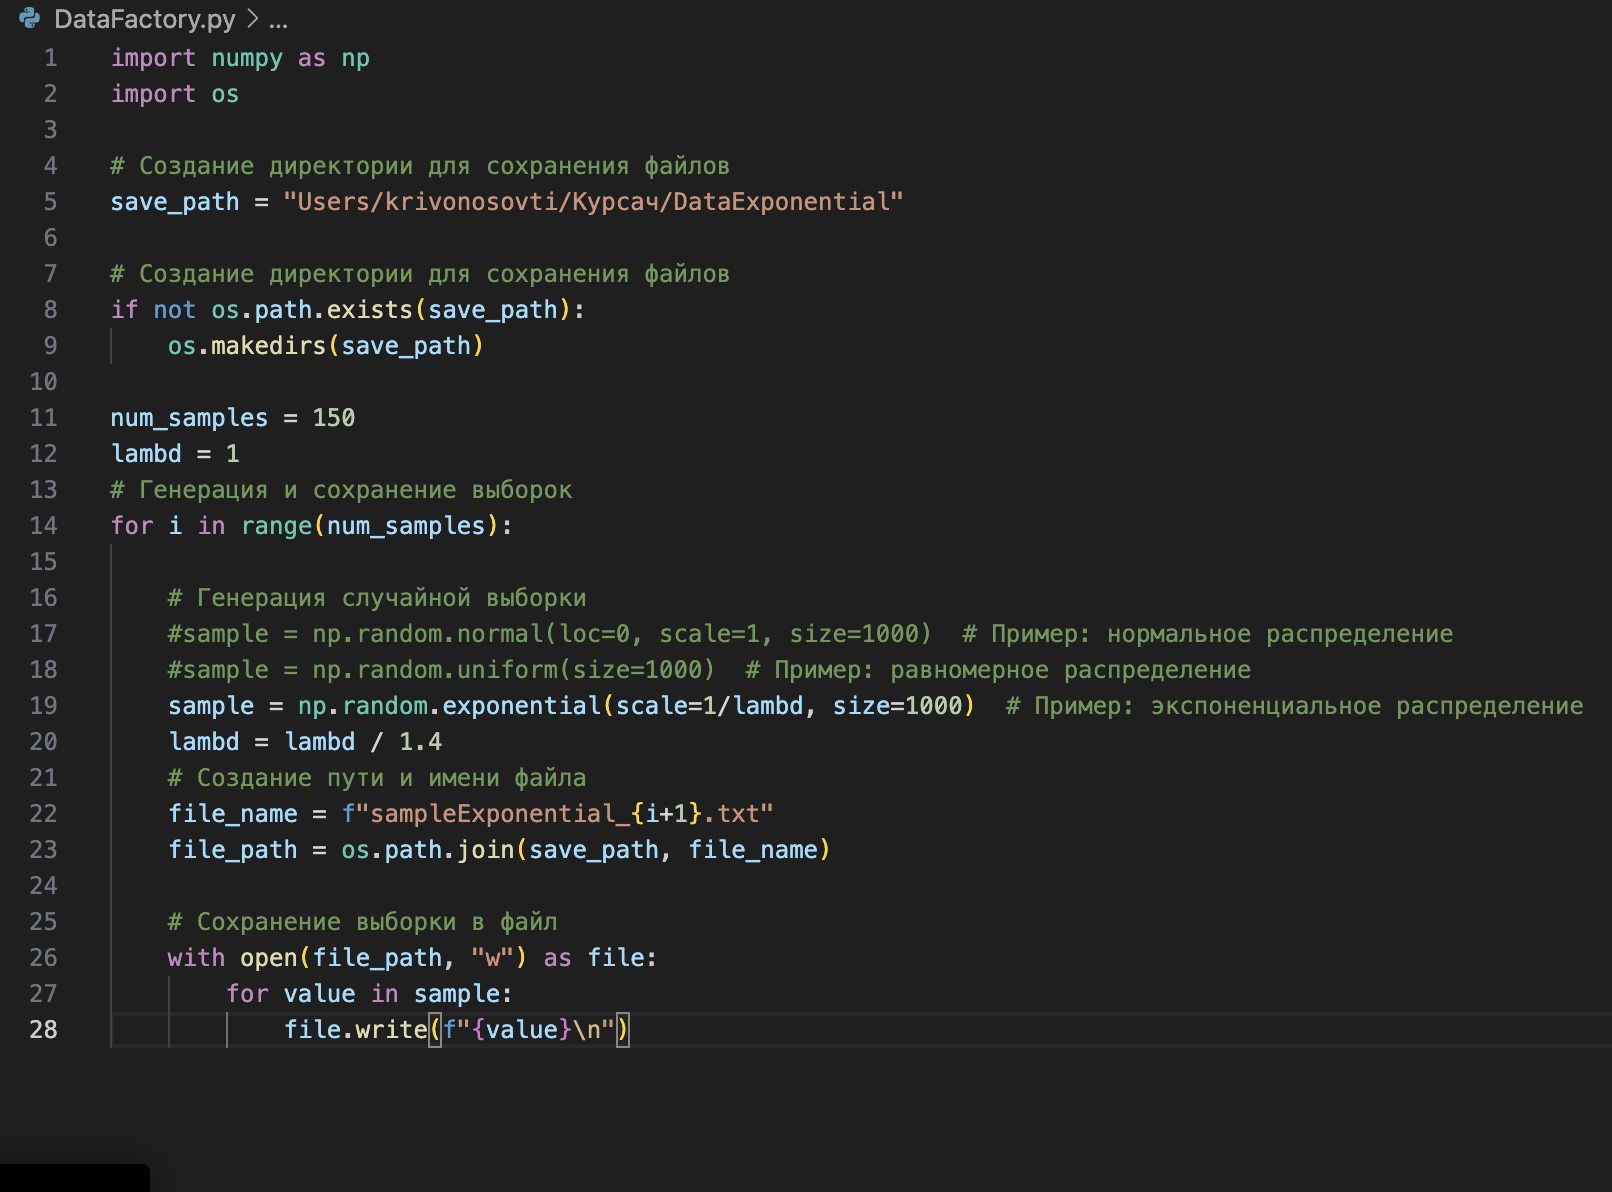 DataFactory.py > ...
1 import numpy as np
2 import os
3
4 # Создание директории для сохранения файлов
5 save_path = "Users/krivonosovti/Курсач/DataExponential"
6
7 # Создание директории для сохранения файлов
8 if not os.path.exists(save_path):
9     os.makedirs(save_path)
10
11 num_samples = 150
12 lambd = 1
13 # Генерация и сохранение выборок
14 for i in range(num_samples):
15
16     # Генерация случайной выборки
17     #sample = np.random.normal(loc=0, scale=1, size=1000)  # Пример: нормальное распределение
18     #sample = np.random.uniform(size=1000)  # Пример: равномерное распределение
19     sample = np.random.exponential(scale=1/lambd, size=1000)  # Пример: экспоненциальное распределение
20     lambd = lambd / 1.4
21     # Создание пути и имени файла
22     file_name = f"sampleExponential_{i+1}.txt"
23     file_path = os.path.join(save_path, file_name)
24
25     # Сохранение выборки в файл
26     with open(file_path, "w") as file:
27         for value in sample:
28             file.write(f"{value}\n")